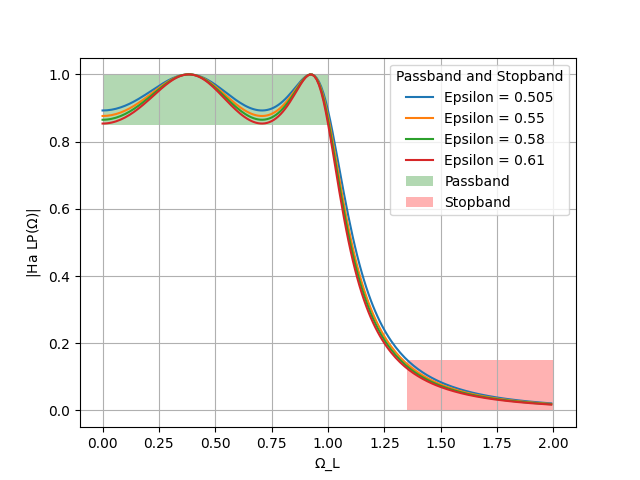 Passband and Stopband
Epsilon = 0.505
Epsilon = 0.55
Epsilon = 0.58
Epsilon = 0.61
Passband
Stopband
|Ha LP(Ω)|
1.0
0.8
0.6
0.4
0.2
0.0
0.00 0.25 0.50 0.75 1.00 1.25 1.50 1.75 2.00
Ω_L